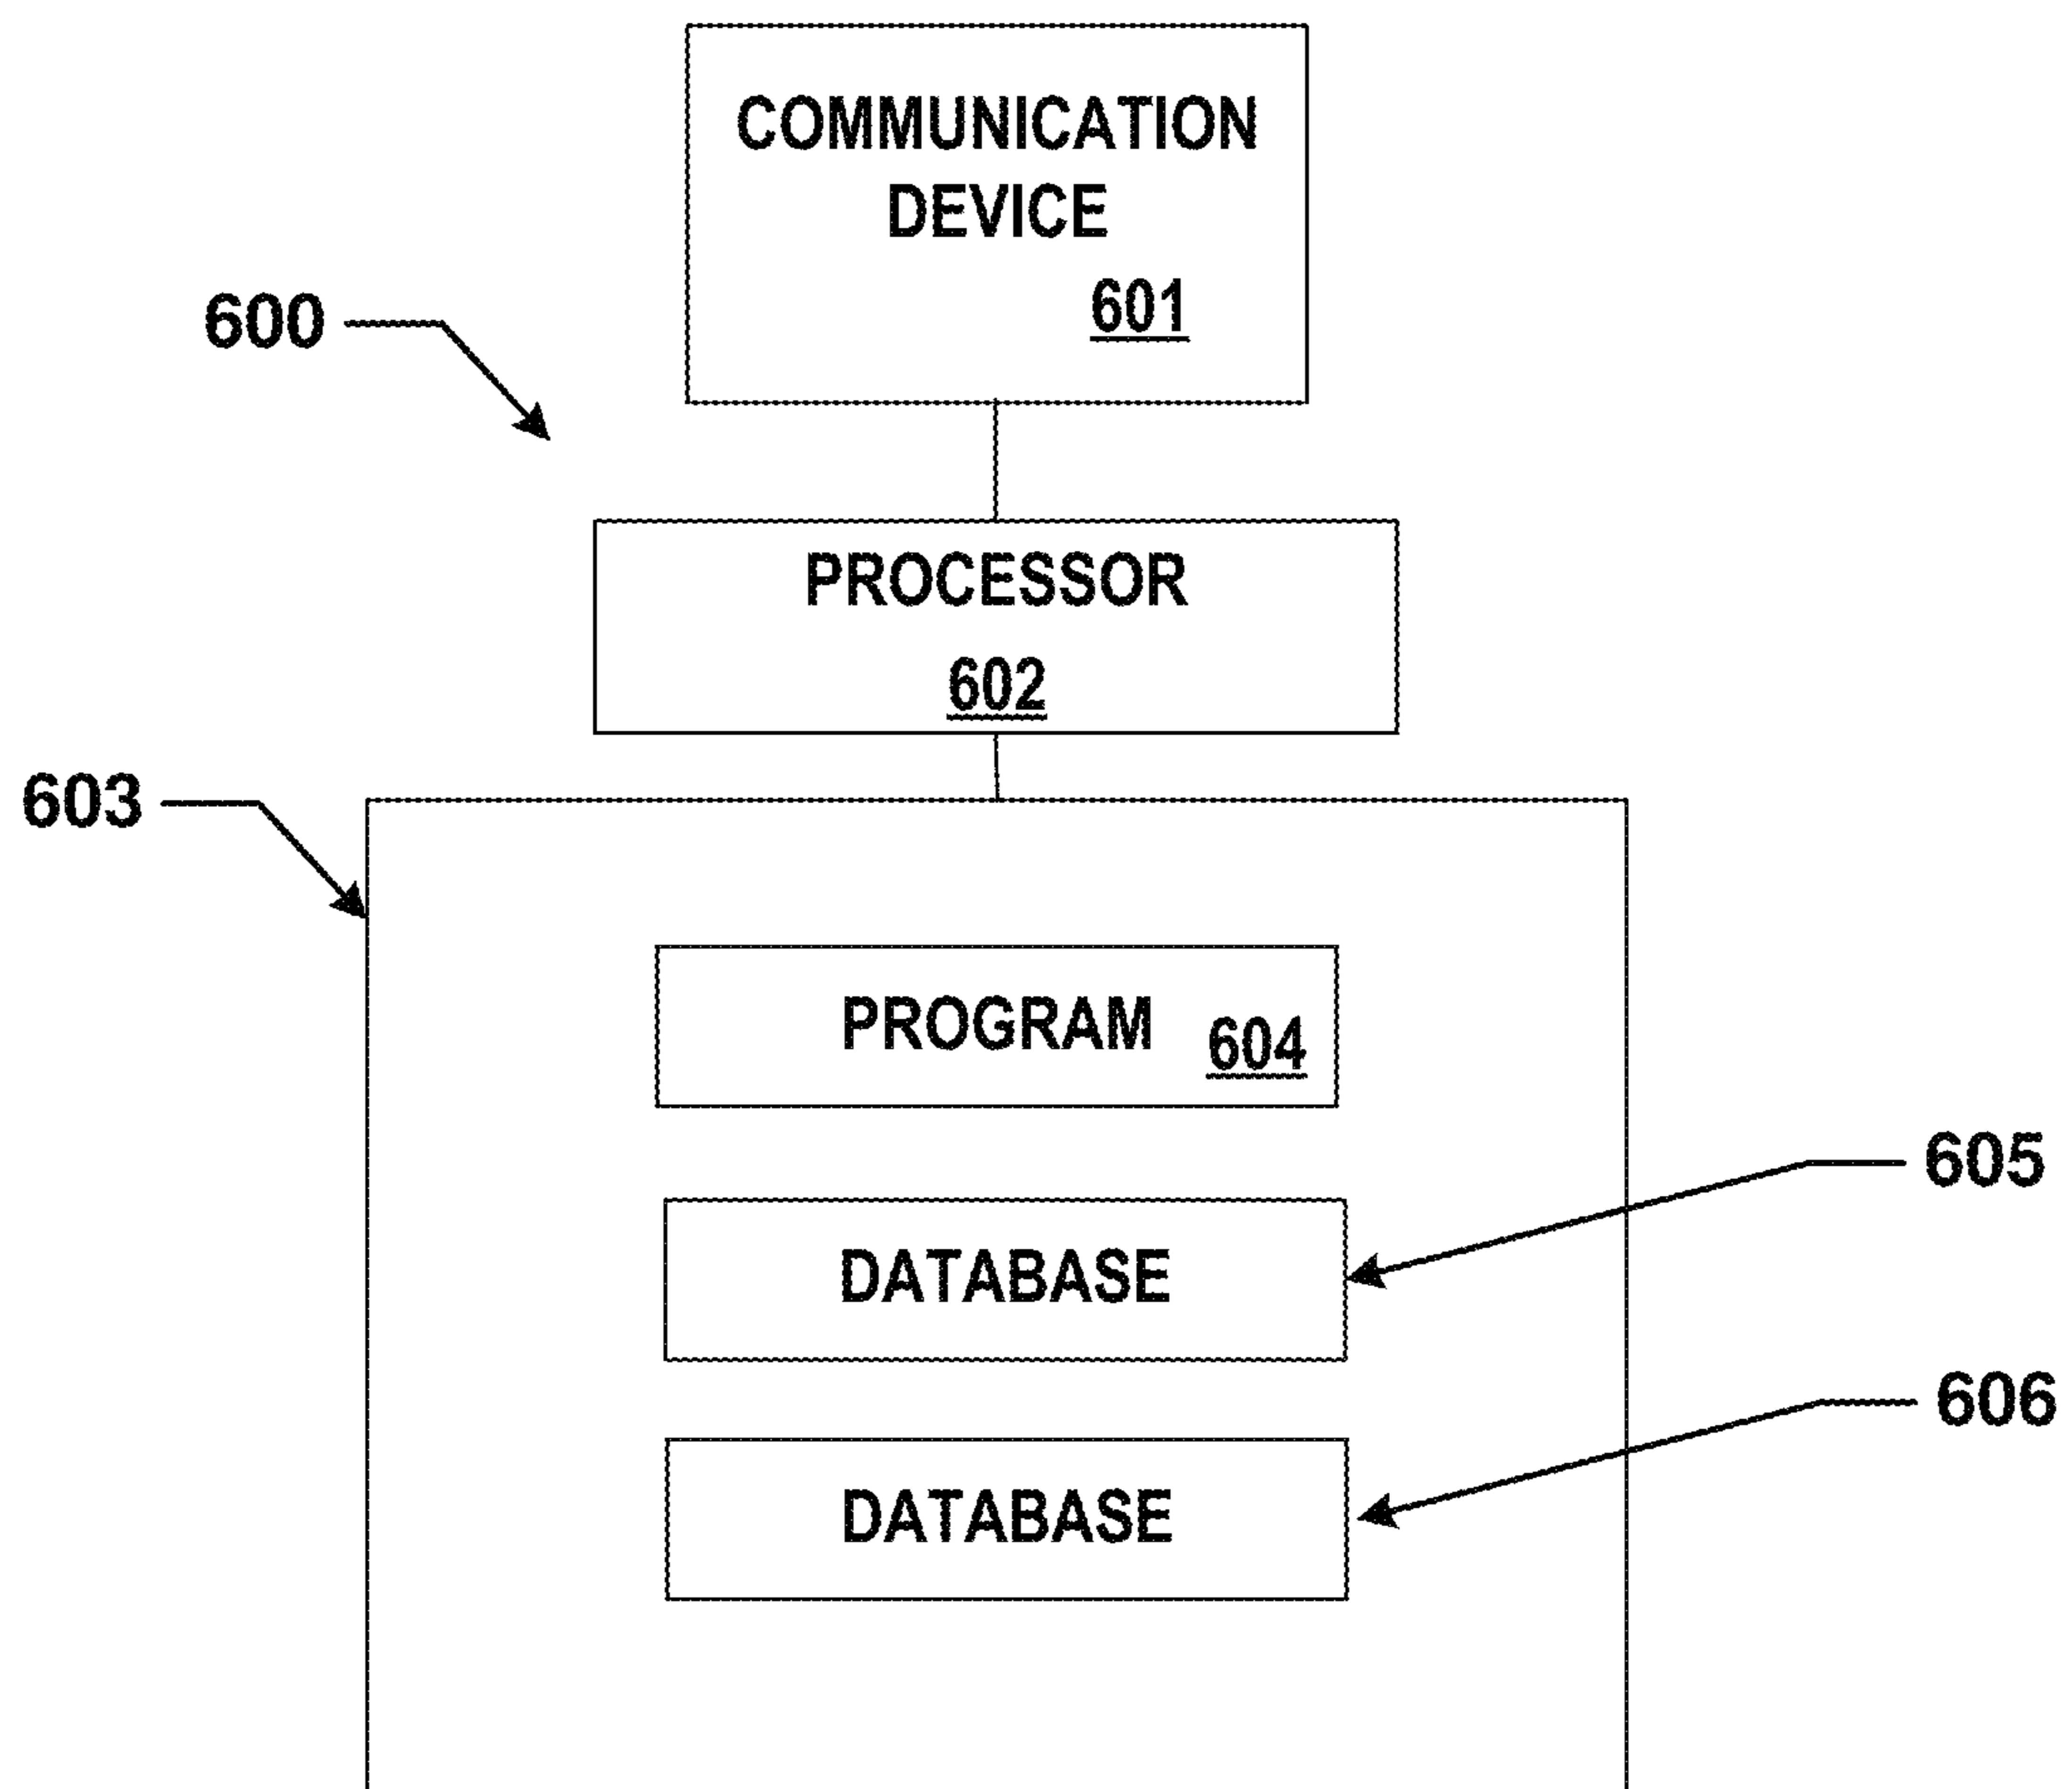 COMMUNICATION
DEVICE
601
600
PROCESSOR
602
603
PROGRAM 604
605
DATABASE
606
DATABASE